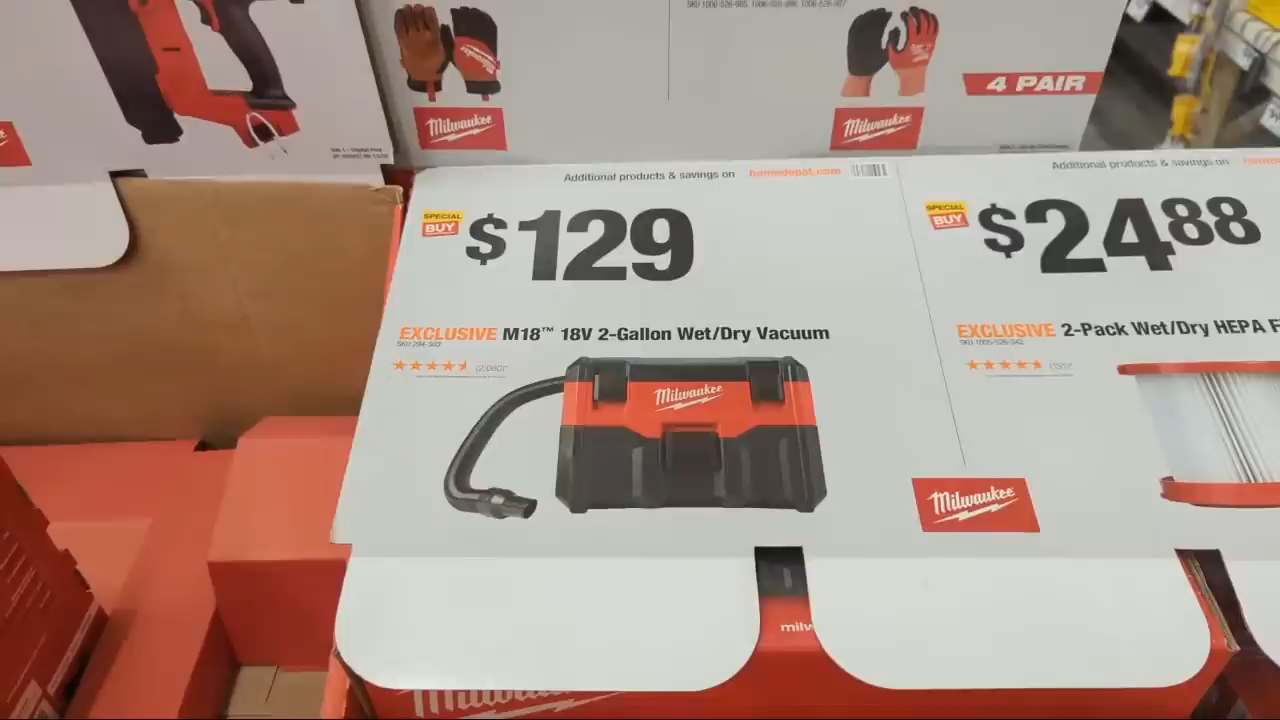 Milwaukee
Milwaukee
4 PAIR
Additional products & savings on homedepot.com
SPECIAL
BUY
$129
EXCLUSIVE M18™ 18V 2-Gallon Wet/Dry Vacuum
Milwaukee
Additional products & savings on
SPECIAL
BUY
$24 88
EXCLUSIVE 2-Pack Wet/Dry HEPA F
Milwaukee
milw
Milwaukee